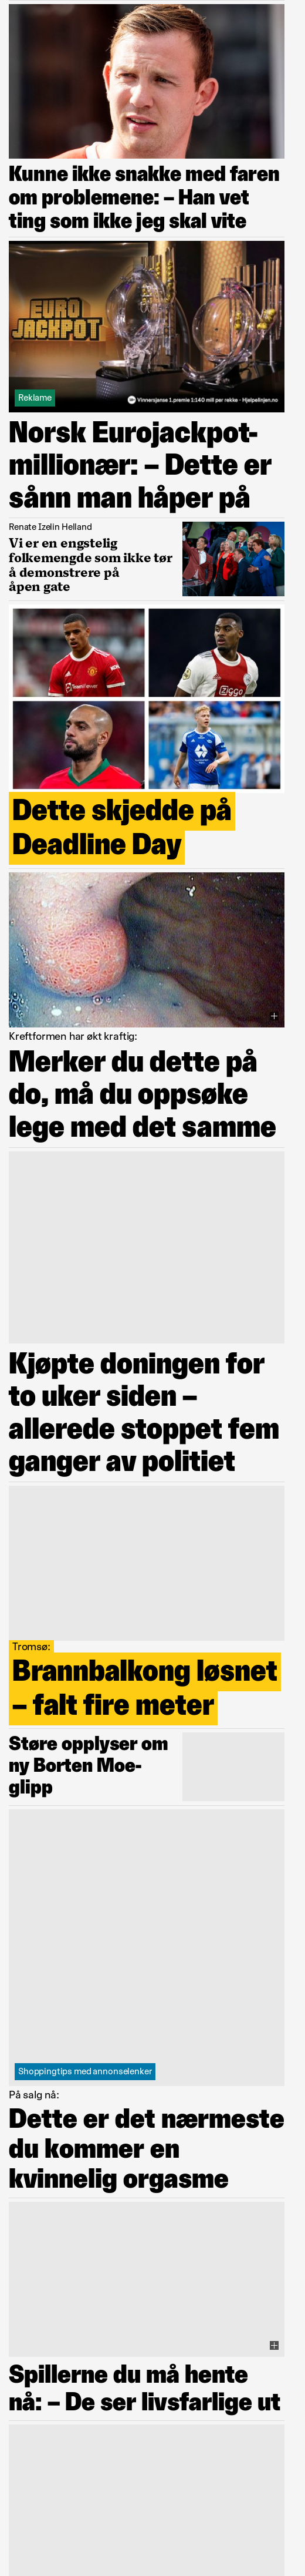 Kunne ikke snakke med faren
om problemene: – Han vet
ting som ikke jeg skal vite
EURO
JACKPOT
Reklame
Vinnersjanse 1.premie 1:140 mill per rekke - Hjelpelinjen.no
Norsk Eurojackpot-
millionær: – Dette er
sånn man håper på
Renate Izelin Helland
Vi er en engstelig
folkemengde som ikke tør
å demonstrere på
åpen gate
TeamViewer
Ziggo
Dette skjedde på
Deadline Day
Kreftformen har økt kraftig:
Merker du dette på
do, må du oppsøke
lege med det samme
Kjøpte doningen for
to uker siden –
allerede stoppet fem
ganger av politiet
Tromsø:
Brannbalkong løsnet
– falt fire meter
Støre opplyser om
ny Borten Moe-
glipp
Shoppingtips med annonselenker
På salg nå:
Dette er det nærmeste
du kommer en
kvinnelig orgasme
Spillerne du må hente
nå: – De ser livsfarlige ut